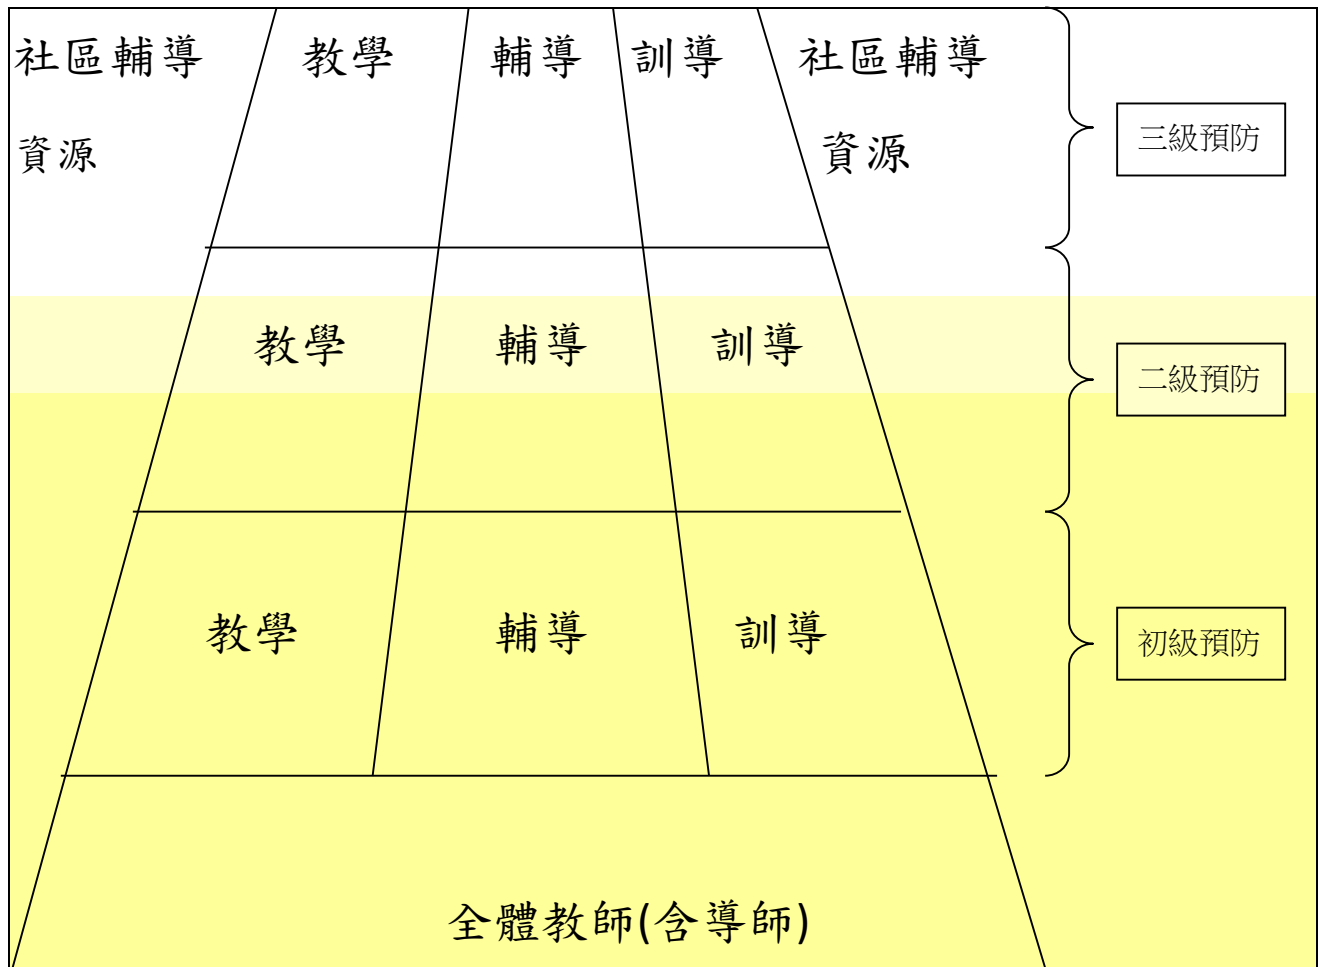 社區輔導
教學
輔導
訓導
社區輔導
資源
資源
三級預防
教學
輔導
訓導
二級預防
教學
輔導
訓導
初級預防
全體教師(含導師)